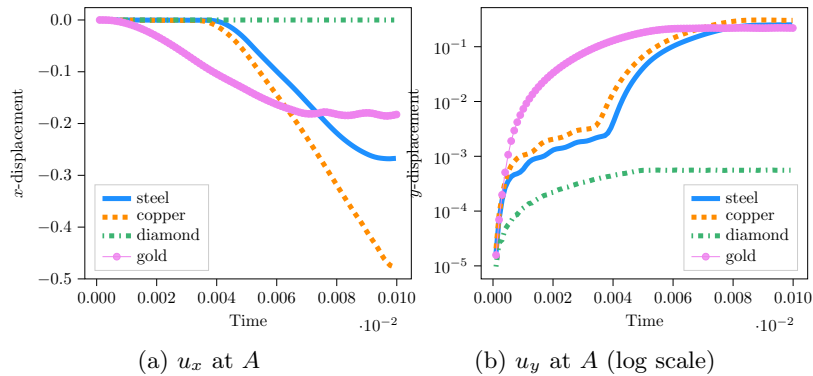 0.0
−0.1
−0.2
−0.3
−0.4
−0.5
x-displacement
steel
copper
diamond
gold
0.000 0.002 0.004 0.006 0.008 0.010
Time
·10⁻²
(a) uₓ at A
10⁻¹
10⁻²
10⁻³
10⁻⁴
10⁻⁵
y-displacement
steel
copper
diamond
gold
0.000 0.002 0.004 0.006 0.008 0.010
Time
·10⁻²
(b) u_y at A (log scale)